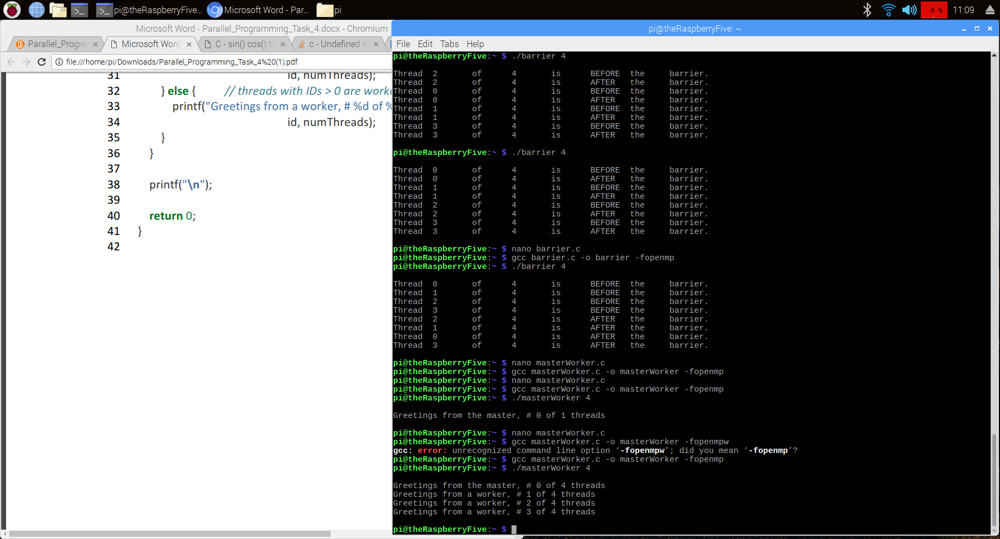 pi@theRaspberryFive... Microsoft Word - Par... pi 0 % 11:09
Microsoft Word - Parallel_Programming_Task_4.docx - Chromium
Parallel_Progra × Microsoft Word × C - sin() cos() ta × c - Undefined re ×
file:///home/pi/Downloads/Parallel_Programming_Task_4%20(1).pdf
31 id, numThreads);
32 } else { // threads with IDs > 0 are worke
33 printf("Greetings from a worker, # %d of %
34 id, numThreads);
35 }
36 }
37
38 printf("\n");
39
40 return 0;
41 }
42
pi@theRaspberryFive: ~
File Edit Tabs Help
pi@theRaspberryFive:~ $ ./barrier 4
Thread 2 of 4 is BEFORE the barrier.
Thread 2 of 4 is AFTER the barrier.
Thread 0 of 4 is BEFORE the barrier.
Thread 0 of 4 is AFTER the barrier.
Thread 1 of 4 is BEFORE the barrier.
Thread 1 of 4 is AFTER the barrier.
Thread 3 of 4 is BEFORE the barrier.
Thread 3 of 4 is AFTER the barrier.
pi@theRaspberryFive:~ $ ./barrier 4
Thread 0 of 4 is BEFORE the barrier.
Thread 0 of 4 is AFTER the barrier.
Thread 1 of 4 is BEFORE the barrier.
Thread 1 of 4 is AFTER the barrier.
Thread 2 of 4 is BEFORE the barrier.
Thread 2 of 4 is AFTER the barrier.
Thread 3 of 4 is BEFORE the barrier.
Thread 3 of 4 is AFTER the barrier.
pi@theRaspberryFive:~ $ nano barrier.c
pi@theRaspberryFive:~ $ gcc barrier.c -o barrier -fopenmp
pi@theRaspberryFive:~ $ ./barrier 4
Thread 0 of 4 is BEFORE the barrier.
Thread 1 of 4 is BEFORE the barrier.
Thread 2 of 4 is BEFORE the barrier.
Thread 3 of 4 is BEFORE the barrier.
Thread 2 of 4 is AFTER the barrier.
Thread 1 of 4 is AFTER the barrier.
Thread 0 of 4 is AFTER the barrier.
Thread 3 of 4 is AFTER the barrier.
pi@theRaspberryFive:~ $ nano masterWorker.c
pi@theRaspberryFive:~ $ gcc masterWorker.c -o masterWorker -fopenmp
pi@theRaspberryFive:~ $ nano masterWorker.c
pi@theRaspberryFive:~ $ gcc masterWorker.c -o masterWorker -fopenmp
pi@theRaspberryFive:~ $ ./masterWorker 4
Greetings from the master, # 0 of 1 threads
pi@theRaspberryFive:~ $ nano masterWorker.c
pi@theRaspberryFive:~ $ gcc masterWorker.c -o masterWorker -fopenmpw
gcc: error: unrecognized command line option ‘-fopenmpw’; did you mean ‘-fopenmp’?
pi@theRaspberryFive:~ $ gcc masterWorker.c -o masterWorker -fopenmp
pi@theRaspberryFive:~ $ ./masterWorker 4
Greetings from the master, # 0 of 4 threads
Greetings from a worker, # 1 of 4 threads
Greetings from a worker, # 2 of 4 threads
Greetings from a worker, # 3 of 4 threads
pi@theRaspberryFive:~ $